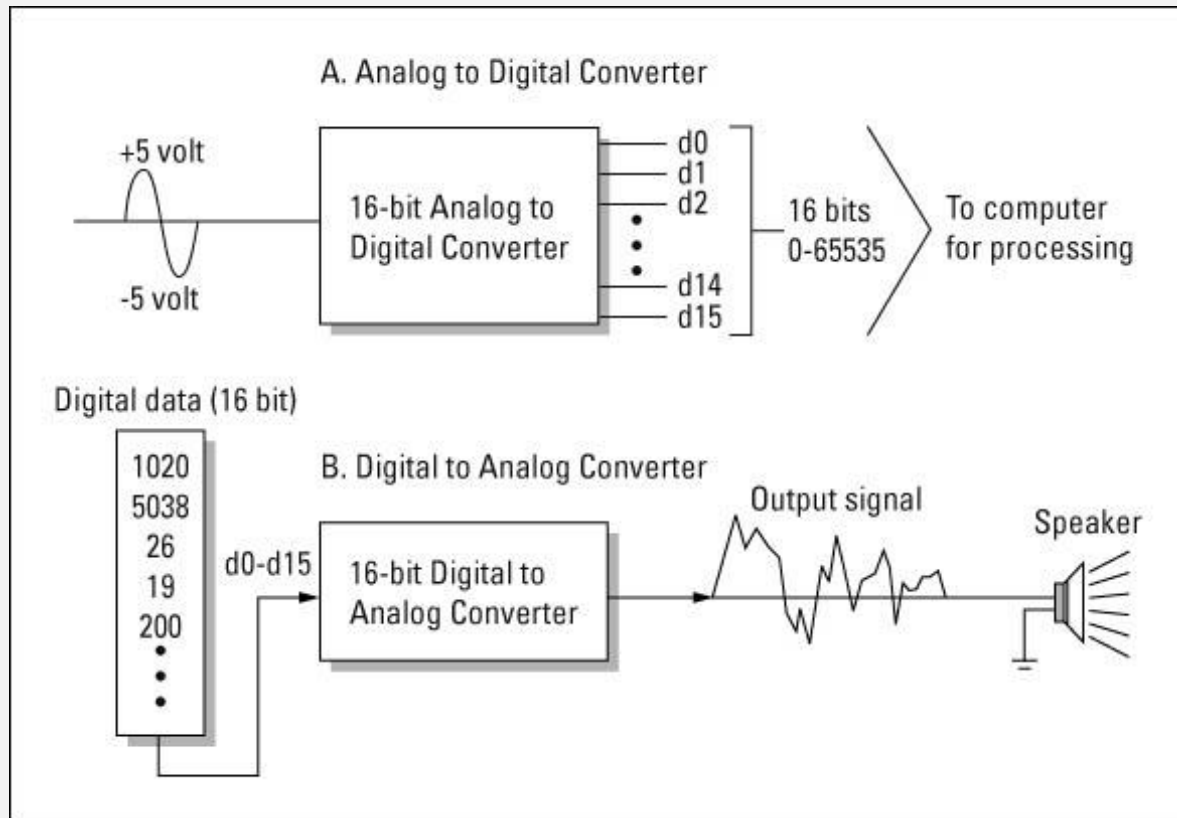 A. Analog to Digital Converter
+5 volt
-5 volt
16-bit Analog to
Digital Converter
d0
d1
d2
d14
d15
16 bits
0-65535
To computer
for processing
Digital data (16 bit)
1020
5038
26
19
200
d0-d15
B. Digital to Analog Converter
16-bit Digital to
Analog Converter
Output signal
Speaker